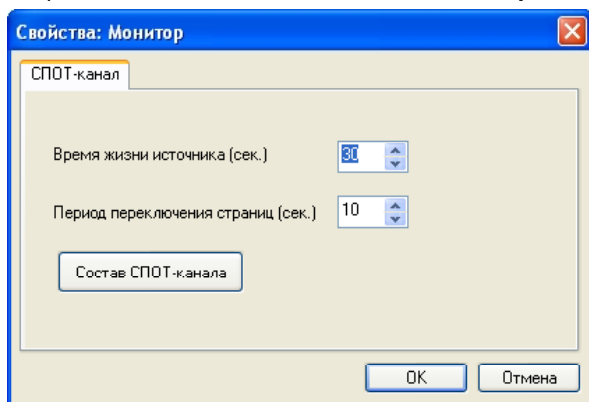 Свойства: Монитор
СПОТ-канал
Время жизни источника (сек.) 30
Период переключения страниц (сек.) 10
Состав СПОТ-канала
OK Отмена